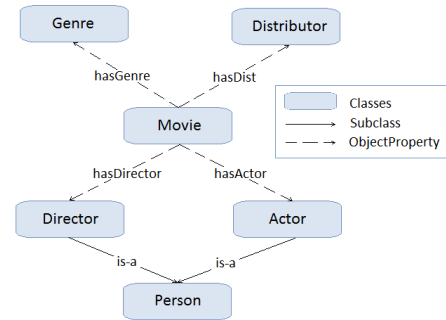 Genre
Distributor
hasGenre
hasDist
Movie
Classes
Subclass
ObjectProperty
hasDirector
hasActor
Director
Actor
is-a
is-a
Person